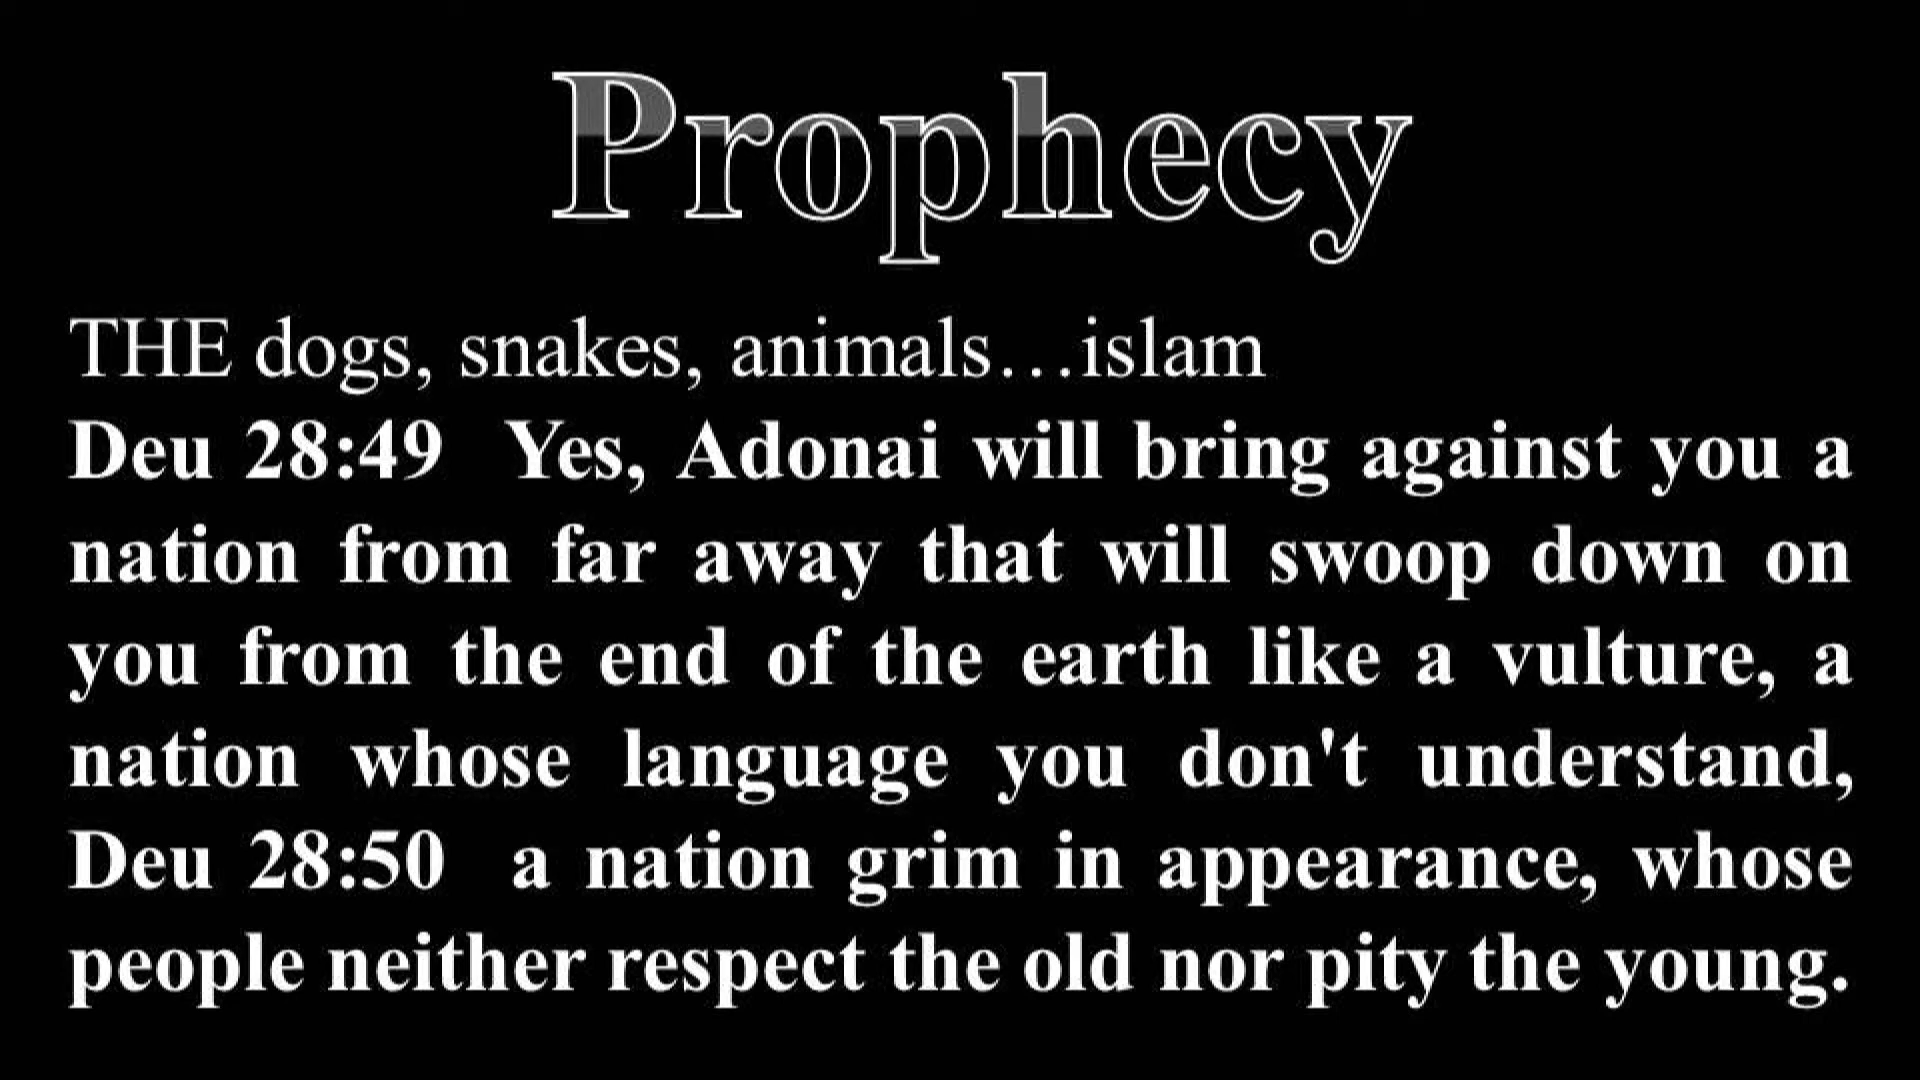 Prophecy
THE dogs, snakes, animals…islam
Deu 28:49 Yes, Adonai will bring against you a
nation from far away that will swoop down on
you from the end of the earth like a vulture, a
nation whose language you don't understand,
Deu 28:50 a nation grim in appearance, whose
people neither respect the old nor pity the young.